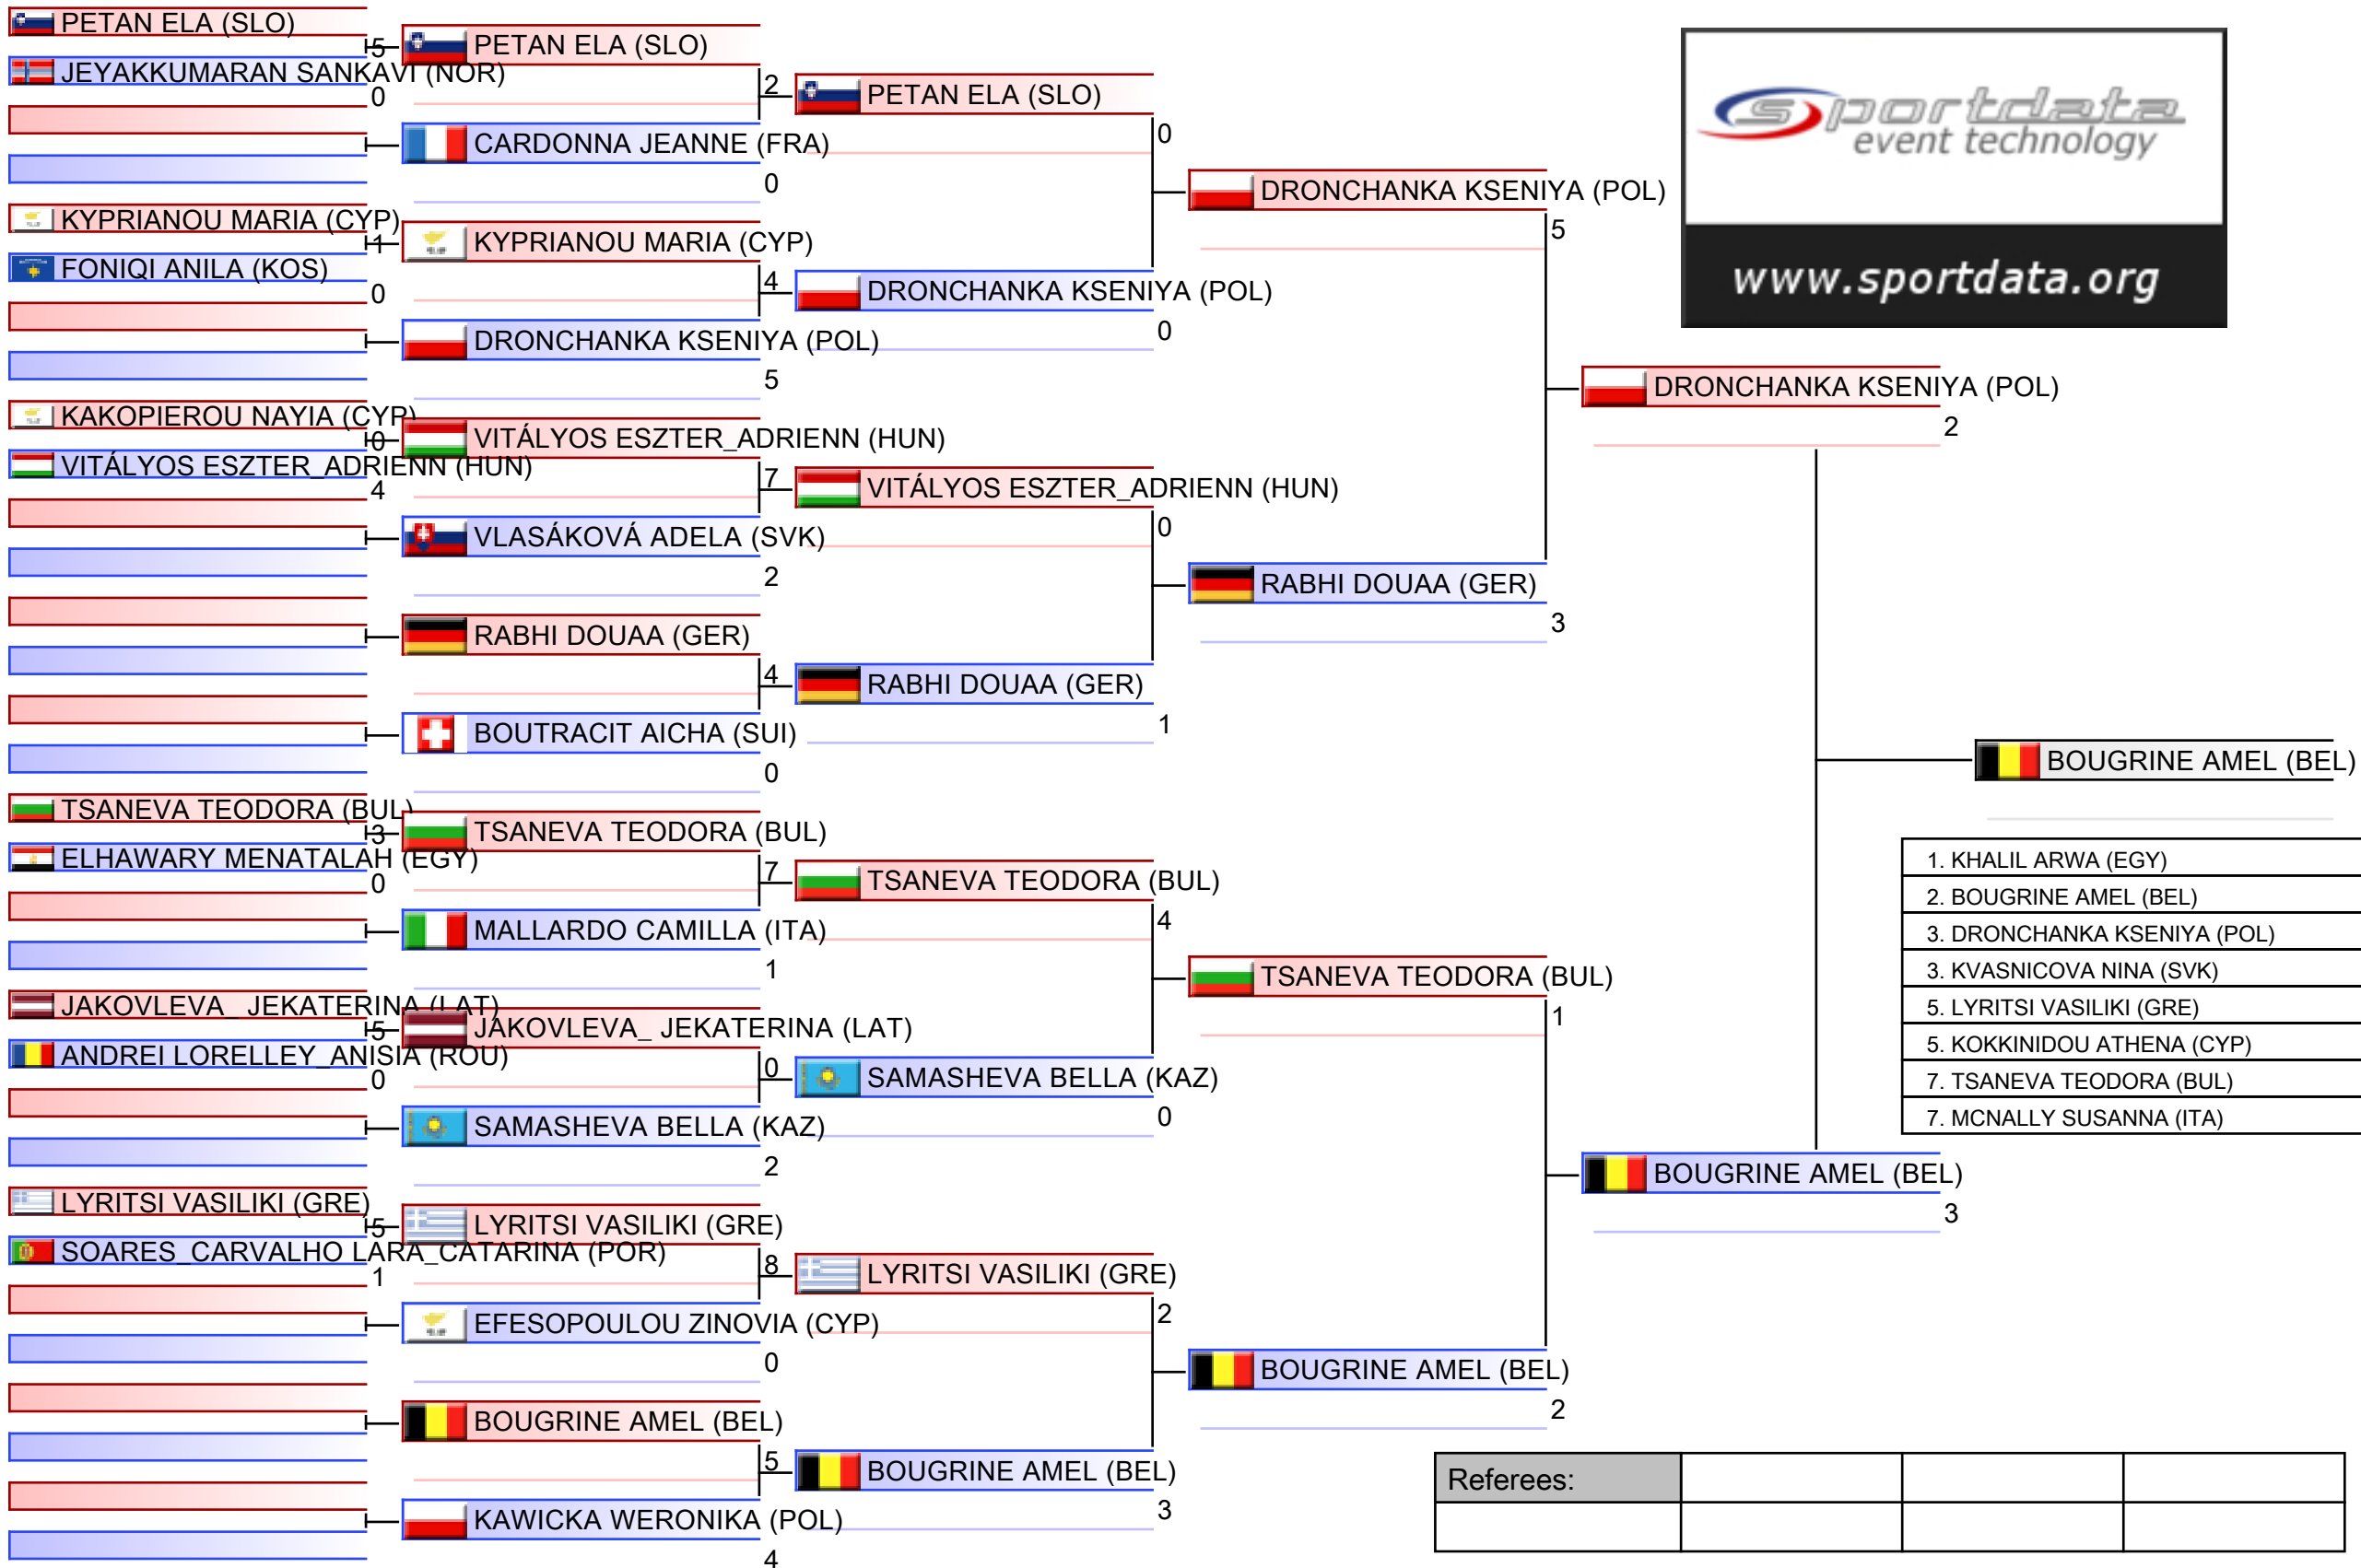 PETAN ELA (SLO)
5
JEYAKKUMARAN SANKAVI (NOR)
0
KYPRIANOU MARIA (CYP)
1
FONIQI ANILA (KOS)
0
KAKOPIEROU NAYIA (CYP)
0
VITÁLYOS ESZTER_ADRIENN (HUN)
4
TSANEVA TEODORA (BUL)
3
ELHAWARY MENATALAH (EGY)
0
JAKOVLEVA_ JEKATERINA (LAT)
5
ANDREI LORELLEY_ANISIA (ROU)
0
LYRITSI VASILIKI (GRE)
5
SOARES_CARVALHO LARA_CATARINA (POR)
1
PETAN ELA (SLO)
2
CARDONNA JEANNE (FRA)
0
KYPRIANOU MARIA (CYP)
4
DRONCHANKA KSENIYA (POL)
5
VITÁLYOS ESZTER_ADRIENN (HUN)
7
VLASÁKOVÁ ADELA (SVK)
2
RABHI DOUAA (GER)
4
BOUTRACIT AICHA (SUI)
0
TSANEVA TEODORA (BUL)
7
MALLARDO CAMILLA (ITA)
1
JAKOVLEVA_ JEKATERINA (LAT)
0
SAMASHEVA BELLA (KAZ)
2
LYRITSI VASILIKI (GRE)
8
EFESOPOULOU ZINOVIA (CYP)
0
BOUGRINE AMEL (BEL)
5
KAWICKA WERONIKA (POL)
4
PETAN ELA (SLO)
0
DRONCHANKA KSENIYA (POL)
0
VITÁLYOS ESZTER_ADRIENN (HUN)
0
RABHI DOUAA (GER)
1
TSANEVA TEODORA (BUL)
4
SAMASHEVA BELLA (KAZ)
0
LYRITSI VASILIKI (GRE)
2
BOUGRINE AMEL (BEL)
3
DRONCHANKA KSENIYA (POL)
5
RABHI DOUAA (GER)
3
TSANEVA TEODORA (BUL)
1
BOUGRINE AMEL (BEL)
2
DRONCHANKA KSENIYA (POL)
2
BOUGRINE AMEL (BEL)
3
BOUGRINE AMEL (BEL)
sportdata
event technology
www.sportdata.org
1. KHALIL ARWA (EGY)
2. BOUGRINE AMEL (BEL)
3. DRONCHANKA KSENIYA (POL)
3. KVASNICOVA NINA (SVK)
5. LYRITSI VASILIKI (GRE)
5. KOKKINIDOU ATHENA (CYP)
7. TSANEVA TEODORA (BUL)
7. MCNALLY SUSANNA (ITA)
Referees: